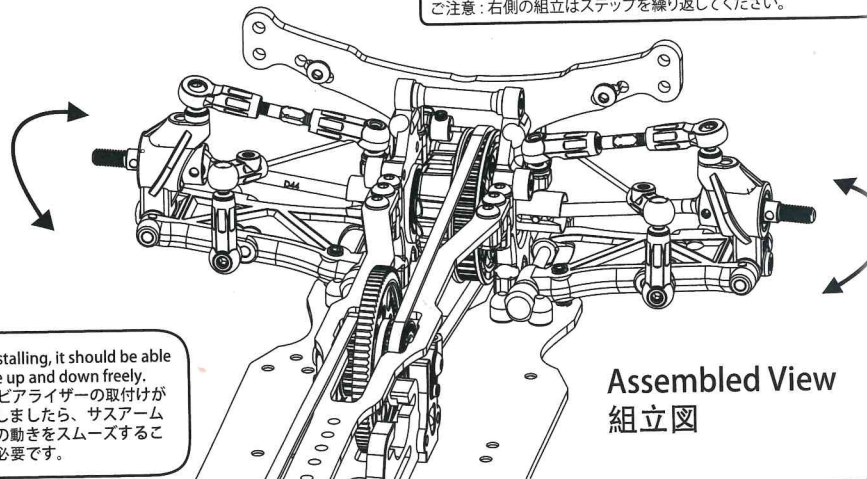 ご注意 : 右側の組立はステップを繰り返してください。
stalling, it should be able
e up and down freely.
ビアライザーの取付けが
しましたら、サスアーム
の動きをスムーズするこ
必要です。
D44
Assembled View
組立図